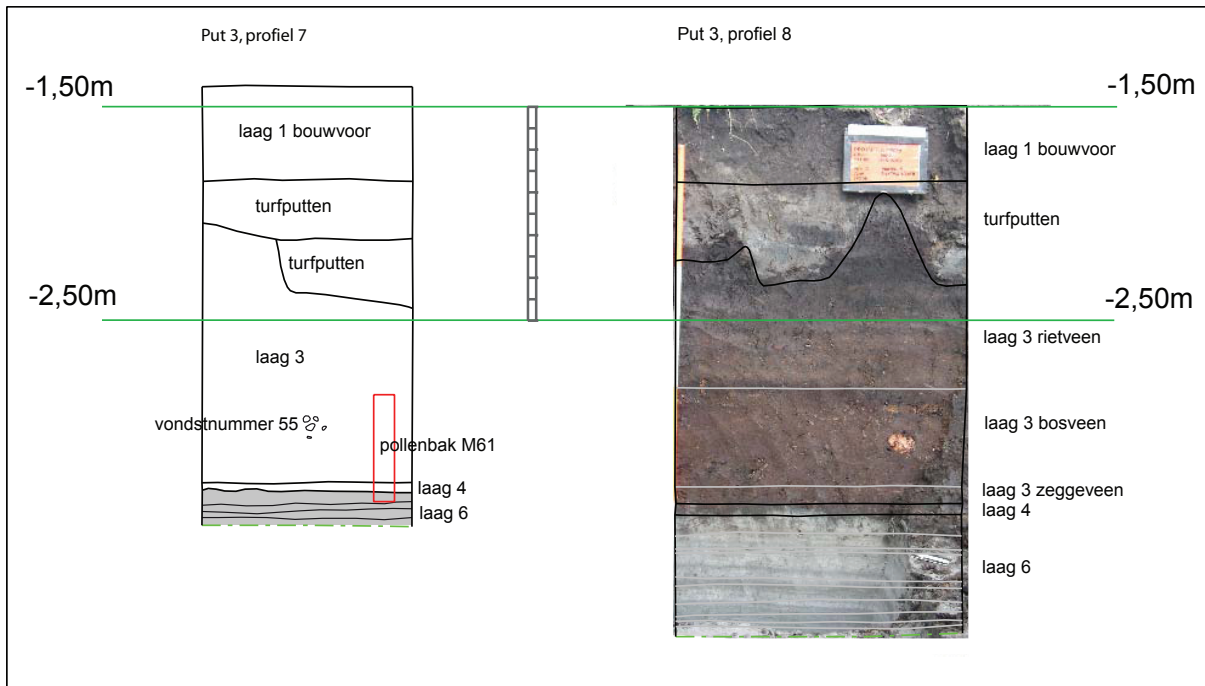 Put 3, profiel 7
Put 3, profiel 8
-1,50m
-1,50m
laag 1 bouwvoor
laag 1 bouwvoor
turfputten
turfputten
turfputten
-2,50m
-2,50m
laag 3 rietveen
laag 3
vondstnummer 55
laag 3 bosveen
pollenbak M61
laag 4
laag 3 zeggeveen
laag 4
laag 6
laag 6